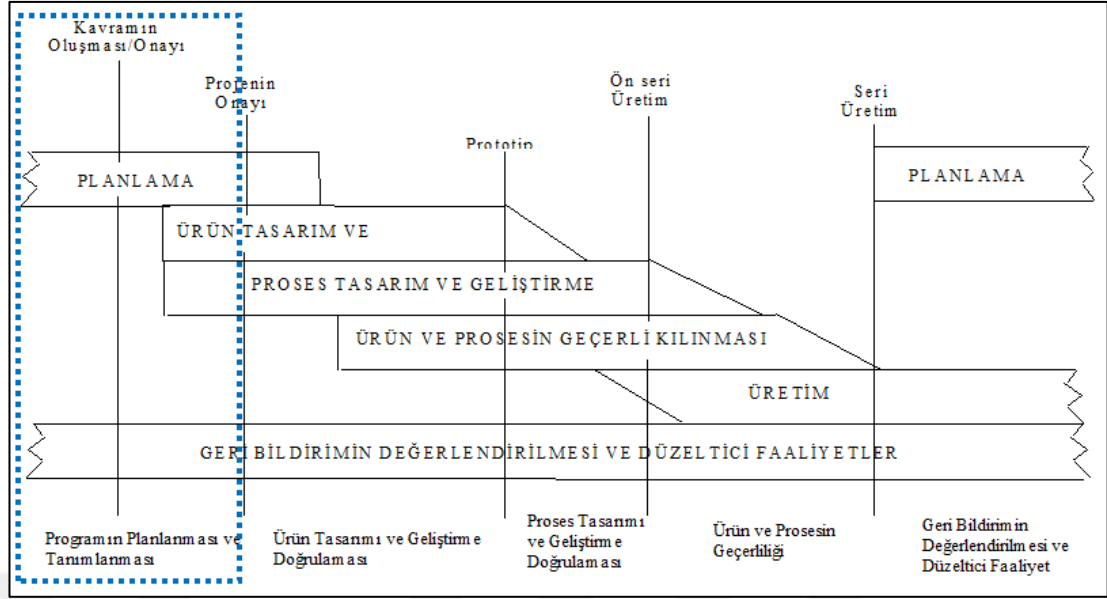 Kavramın
Oluşması/Onayı
Projenin
Onayı
Prototip
Ön seri
Üretim
Seri
Üretim
PLANLAMA
PLANLAMA
ÜRÜN TASARIM VE
PROSES TASARIM VE GELİŞTİRME
ÜRÜN VE PROSESİN GEÇERLİ KILINMASI
ÜRETİM
GERİ BİLDİRİMİN DEĞERLENDİRİLMESİ VE DÜZELTİCİ FAALİYETLER
Programın Planlanması ve
Tanımlanması
Ürün Tasarımı ve Geliştirme
Doğrulaması
Proses Tasarımı
ve Geliştirme
Doğrulaması
Ürün ve Prosesin
Geçerliliği
Geri Bildirimin
Değerlendirilmesi ve
Düzeltici Faaliyet